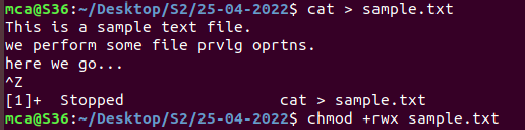 mca@S36:~/Desktop/S2/25-04-2022$ cat > sample.txt
This is a sample text file.
we perform some file prvlg oprtns.
here we go...
^Z
[1]+  Stopped                 cat > sample.txt
mca@S36:~/Desktop/S2/25-04-2022$ chmod +rwx sample.txt